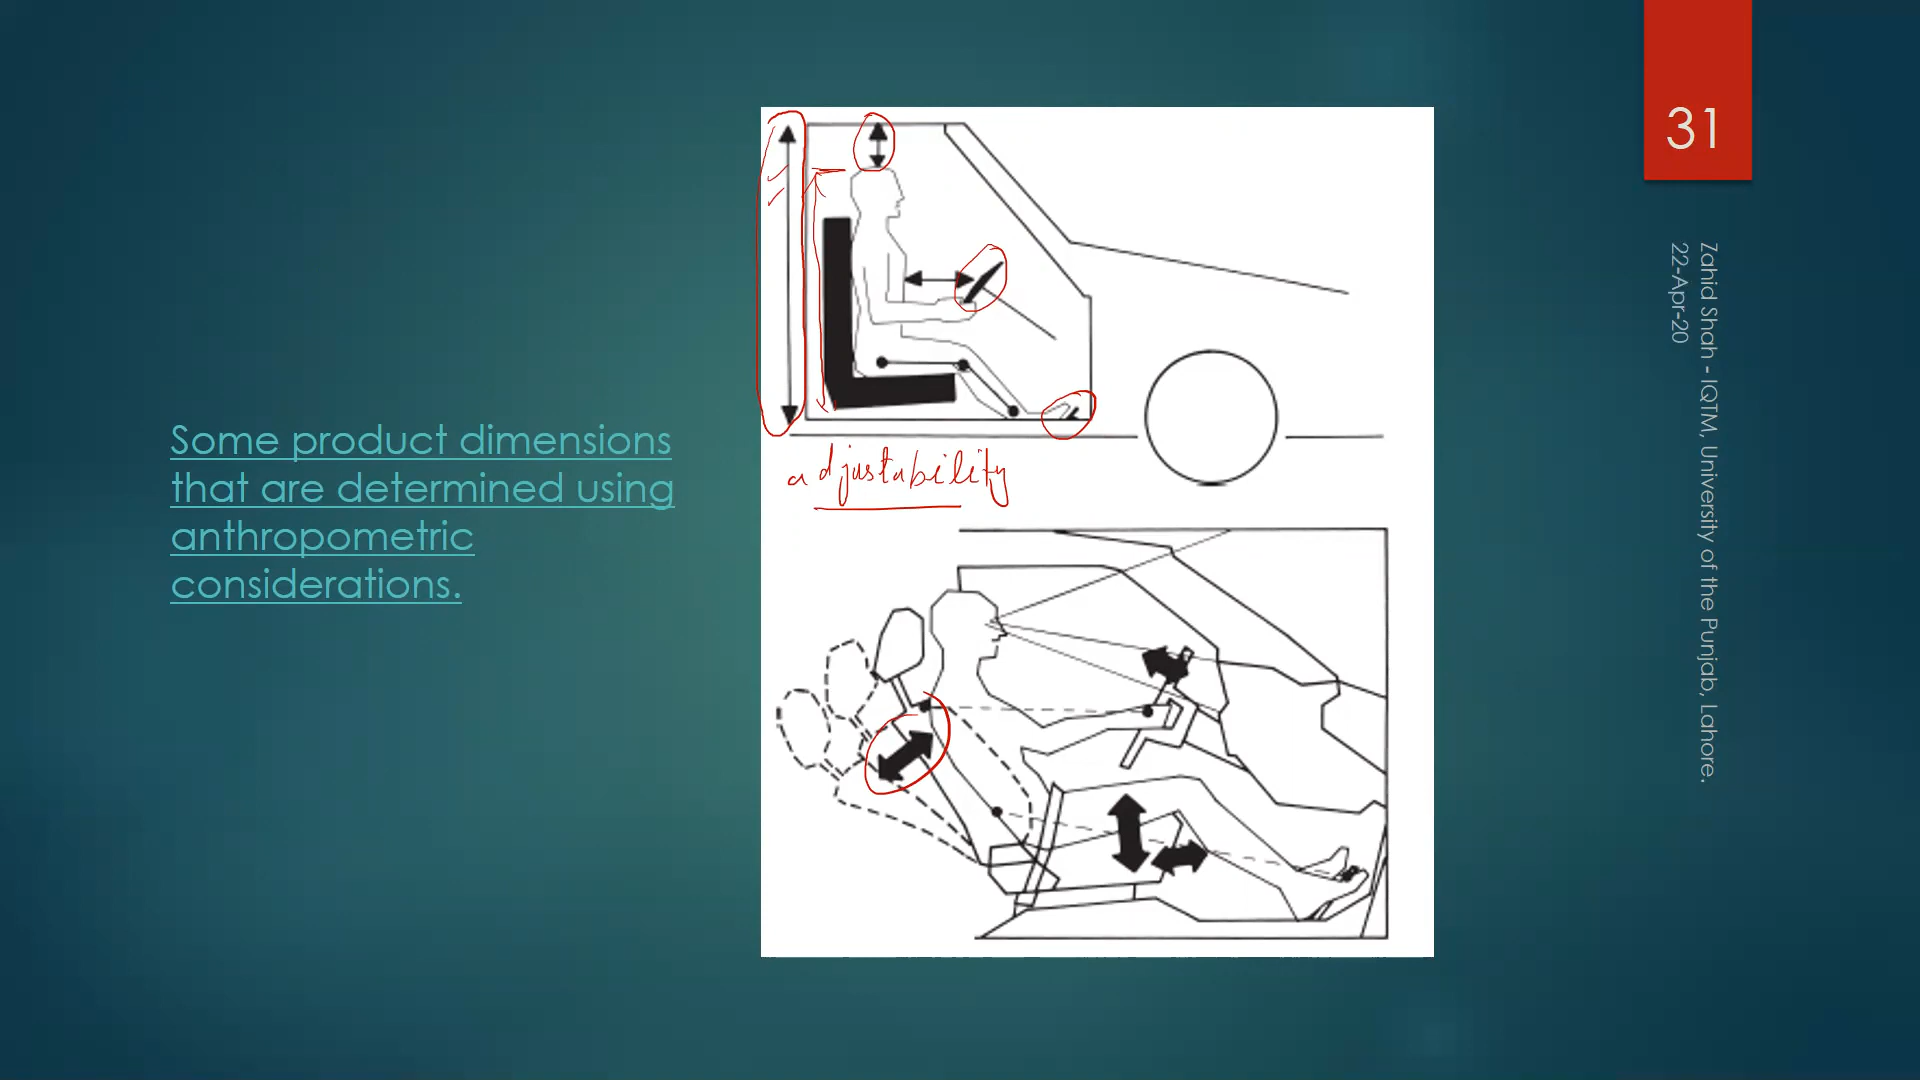 31
Some product dimensions
that are determined using
anthropometric
considerations.
adjustability
Zahid Shah - IQTM, University of the Punjab, Lahore.
22-Apr-20